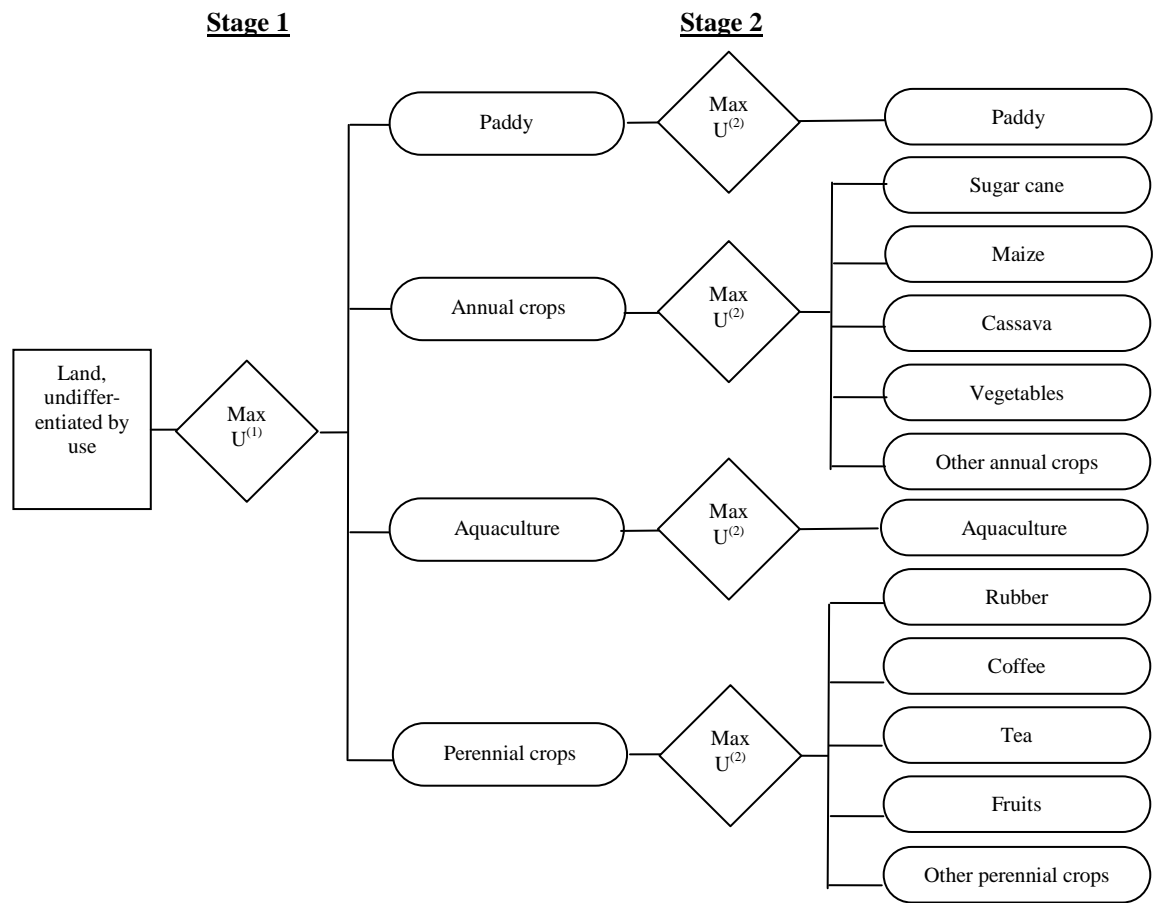 Stage 1
Stage 2
Land,
undiffer-
entiated by
use
Max
U⁽¹⁾
Paddy
Max
U⁽²⁾
Paddy
Annual crops
Max
U⁽²⁾
Sugar cane
Maize
Cassava
Vegetables
Other annual crops
Aquaculture
Max
U⁽²⁾
Aquaculture
Perennial crops
Max
U⁽²⁾
Rubber
Coffee
Tea
Fruits
Other perennial crops